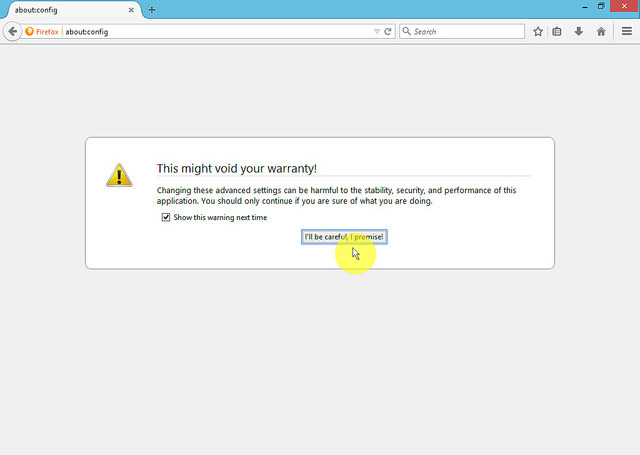 about:config
Firefox about:config
Search
This might void your warranty!
Changing these advanced settings can be harmful to the stability, security, and performance of this
application. You should only continue if you are sure of what you are doing.
Show this warning next time
I'll be careful, I promise!